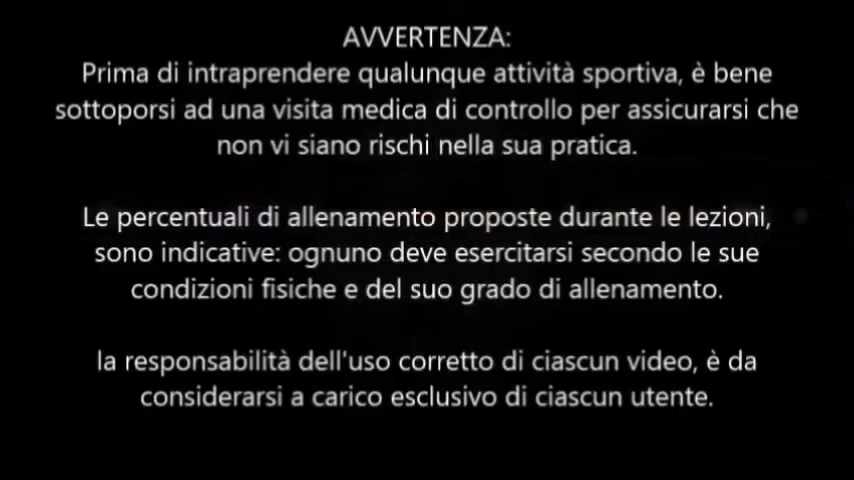 AVVERTENZA:
Prima di intraprendere qualunque attività sportiva, è bene
sottoporsi ad una visita medica di controllo per assicurarsi che
non vi siano rischi nella sua pratica.
Le percentuali di allenamento proposte durante le lezioni,
sono indicative: ognuno deve esercitarsi secondo le sue
condizioni fisiche e del suo grado di allenamento.
la responsabilità dell'uso corretto di ciascun video, è da
considerarsi a carico esclusivo di ciascun utente.